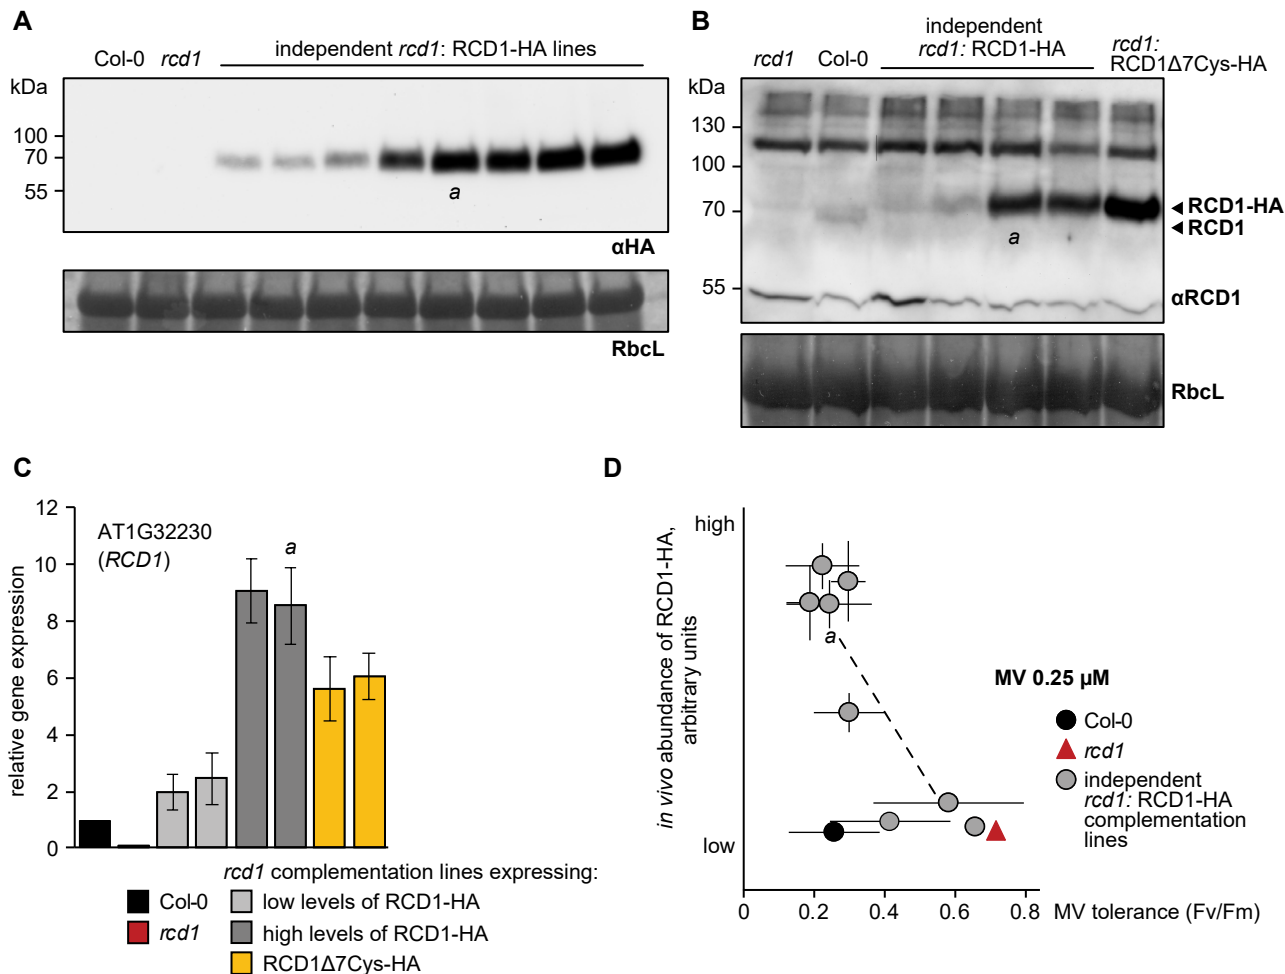 A
Col-0 rcd1 independent rcd1: RCD1-HA lines
kDa
100
70
55
a
αHA
RbcL
B
independent
rcd1 Col-0 rcd1: RCD1-HA rcd1:
RCD1Δ7Cys-HA
kDa
130
100
70
55
a
RCD1-HA
RCD1
αRCD1
RbcL
C
relative gene expression
12
10
8
6
4
2
0
AT1G32230
(RCD1)
a
rcd1 complementation lines expressing:
Col-0
rcd1
low levels of RCD1-HA
high levels of RCD1-HA
RCD1Δ7Cys-HA
D
in vivo abundance of RCD1-HA,
arbitrary units
high
low
a
MV 0.25 µM
Col-0
rcd1
independent
rcd1: RCD1-HA
complementation
lines
0 0.2 0.4 0.6 0.8 MV tolerance (Fv/Fm)